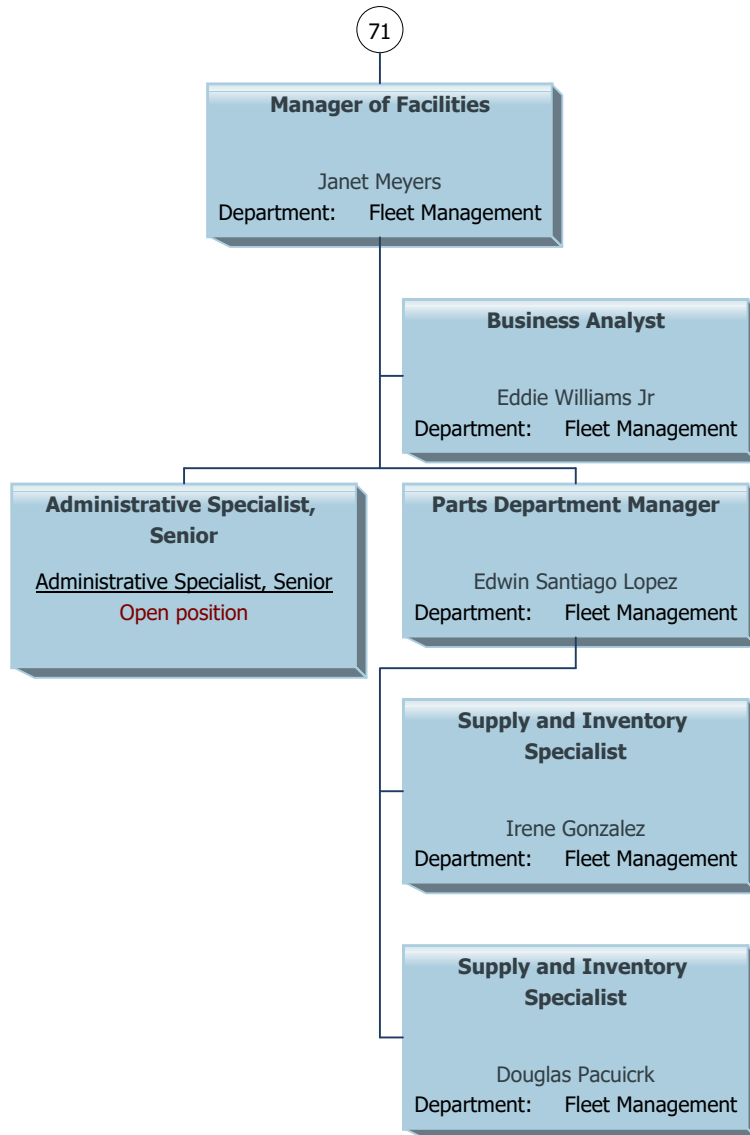 71
Manager of Facilities
Janet Meyers
Department: Fleet Management
Business Analyst
Eddie Williams Jr
Department: Fleet Management
Administrative Specialist,
Senior
Administrative Specialist, Senior
Open position
Parts Department Manager
Edwin Santiago Lopez
Department: Fleet Management
Supply and Inventory
Specialist
Irene Gonzalez
Department: Fleet Management
Supply and Inventory
Specialist
Douglas Pacuicrk
Department: Fleet Management